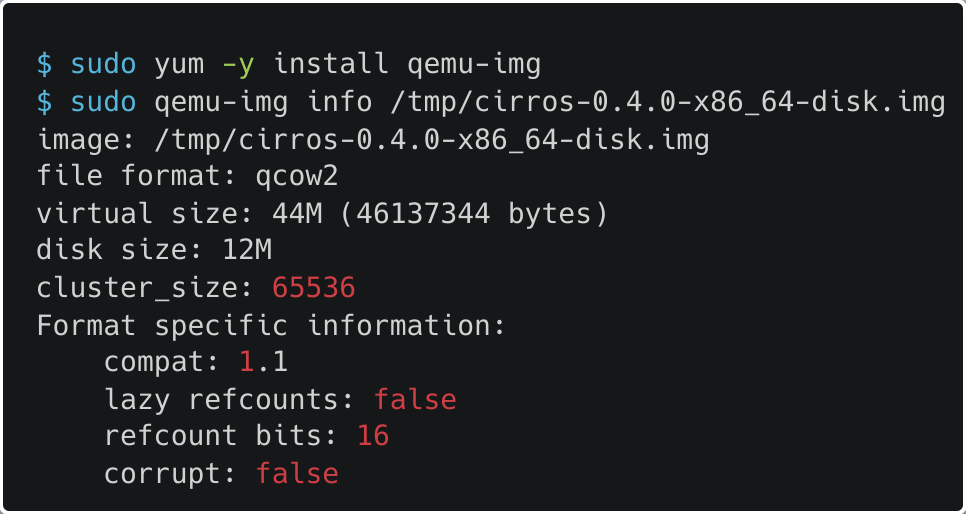 $ sudo yum -y install qemu-img
$ sudo qemu-img info /tmp/cirros-0.4.0-x86_64-disk.img
image: /tmp/cirros-0.4.0-x86_64-disk.img
file format: qcow2
virtual size: 44M (46137344 bytes)
disk size: 12M
cluster_size: 65536
Format specific information:
    compat: 1.1
    lazy refcounts: false
    refcount bits: 16
    corrupt: false